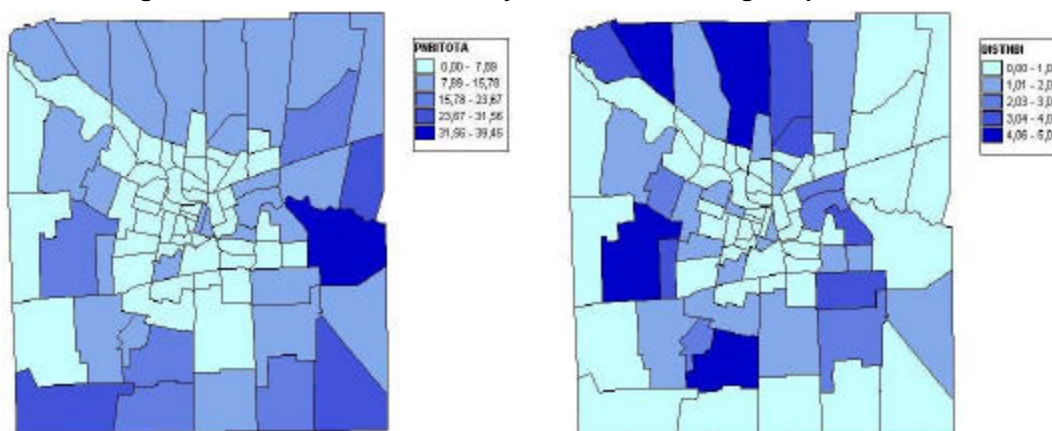 PNBITOTA
0,00 - 7,89
7,89 - 15,78
15,78 - 23,67
23,67 - 31,56
31,56 - 39,45
DISTNBI
0,00 - 1,0
1,01 - 2,0
2,03 - 3,0
3,04 - 4,0
4,06 - 5,0